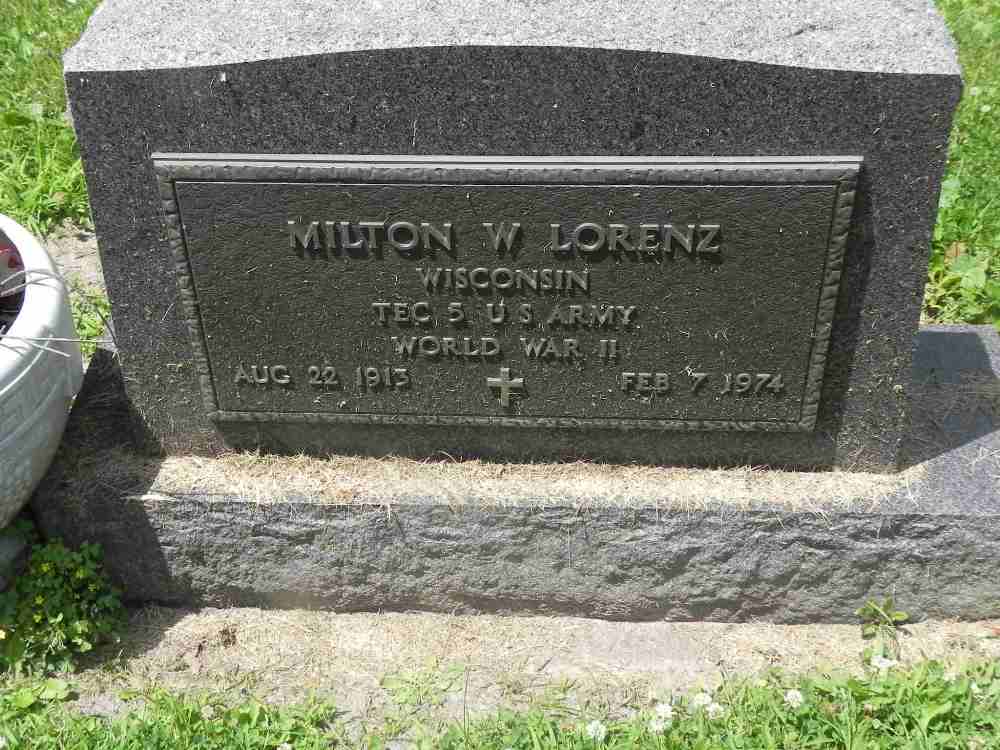 MILTON W LORENZ
WISCONSIN
TEC 5 U S ARMY
WORLD WAR II
AUG 22 1913 FEB 7 1974